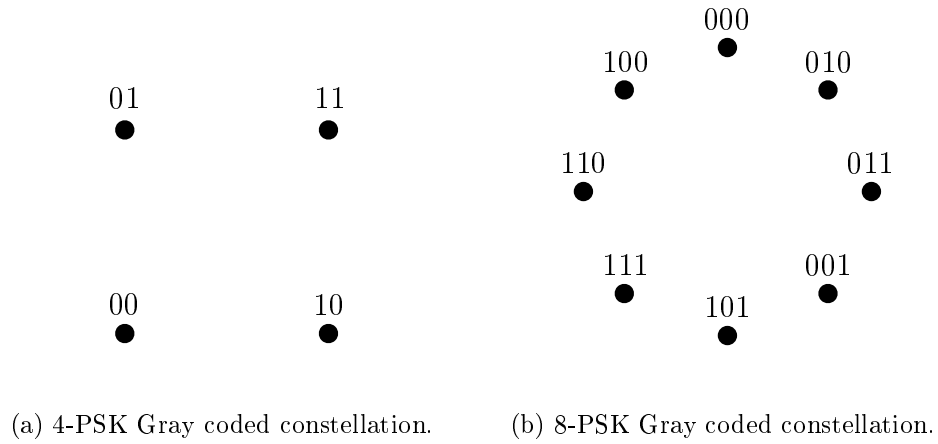 000
100 010
01 11
110 011
111 001
00 10 101
(a) 4-PSK Gray coded constellation. (b) 8-PSK Gray coded constellation.